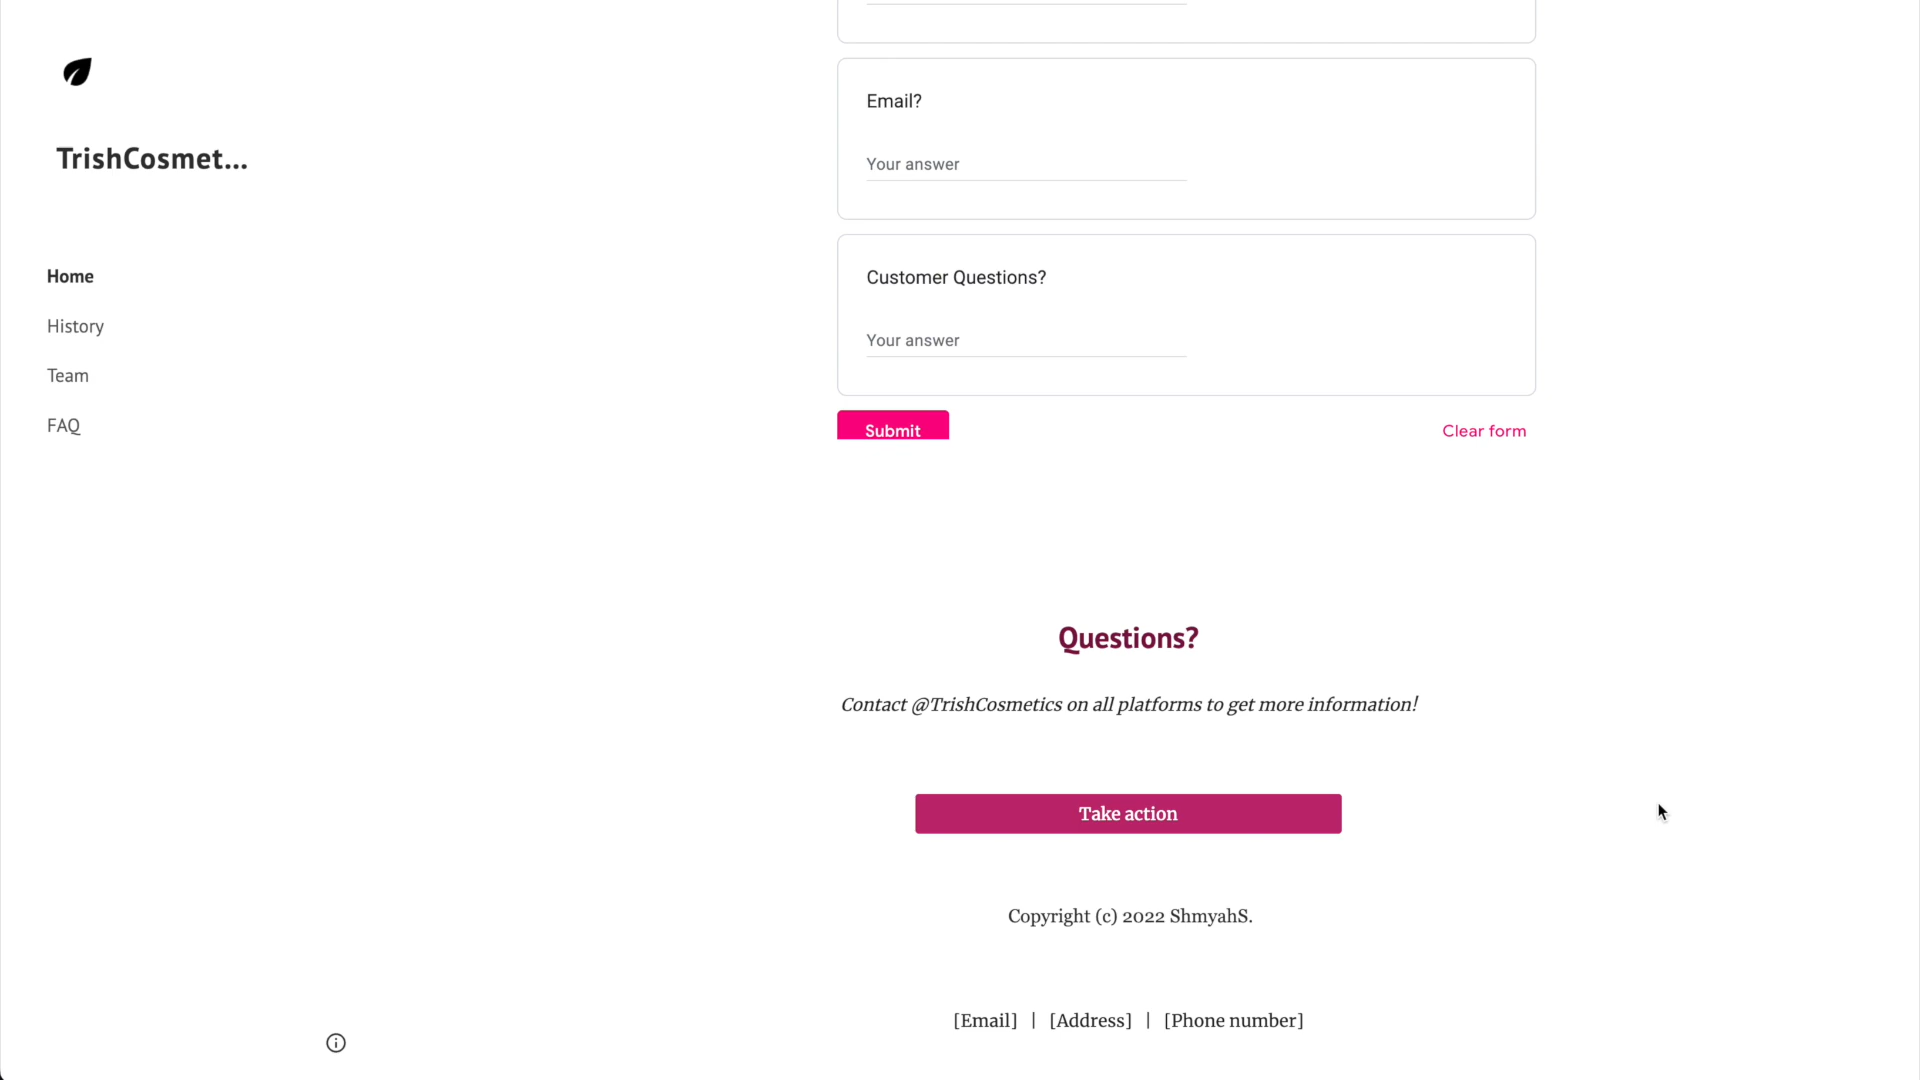 TrishCosmet...
Home
History
Team
FAQ
Email?
Your answer
Customer Questions?
Your answer
Submit
Clear form
Questions?
Contact @TrishCosmetics on all platforms to get more information!
Take action
Copyright (c) 2022 ShmyahS.
[Email] | [Address] | [Phone number]